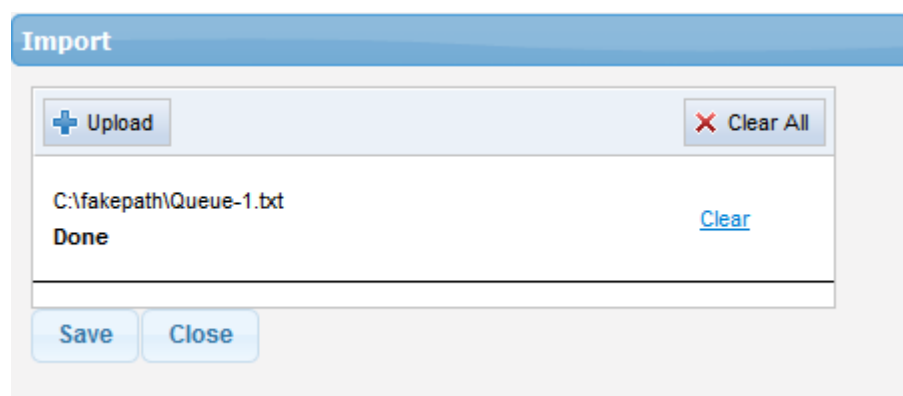 Import
Upload
Clear All
C:\fakepath\Queue-1.txt
Done
Clear
Save
Close